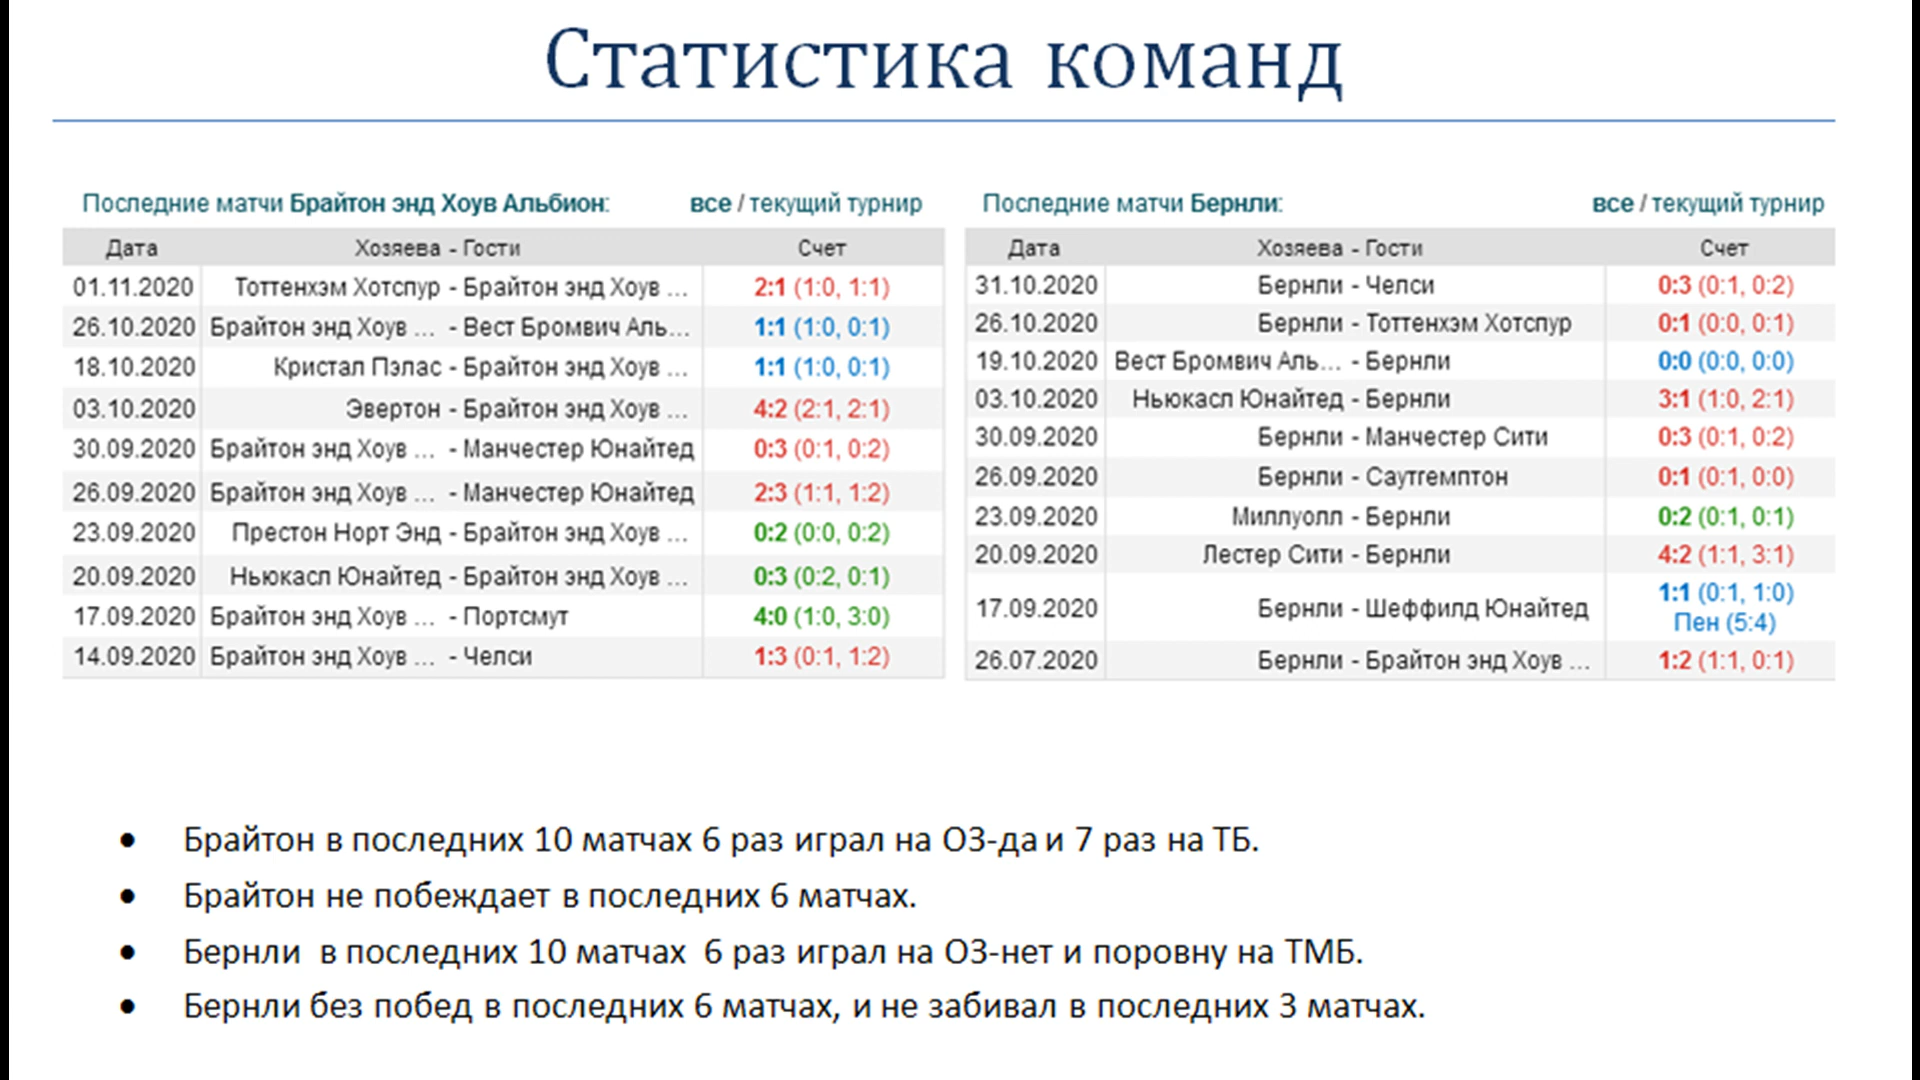 Статистика команд
Последние матчи Брайтон энд Хоув Альбион: все / текущий турнир
Дата Хозяева - Гости Счет
01.11.2020 Тоттенхэм Хотспур - Брайтон энд Хоув ... 2:1 (1:0, 1:1)
26.10.2020 Брайтон энд Хоув ... - Вест Бромвич Аль... 1:1 (1:0, 0:1)
18.10.2020 Кристал Пэлас - Брайтон энд Хоув ... 1:1 (1:0, 0:1)
03.10.2020 Эвертон - Брайтон энд Хоув ... 4:2 (2:1, 2:1)
30.09.2020 Брайтон энд Хоув ... - Манчестер Юнайтед 0:3 (0:1, 0:2)
26.09.2020 Брайтон энд Хоув ... - Манчестер Юнайтед 2:3 (1:1, 1:2)
23.09.2020 Престон Норт Энд - Брайтон энд Хоув ... 0:2 (0:0, 0:2)
20.09.2020 Ньюкасл Юнайтед - Брайтон энд Хоув ... 0:3 (0:2, 0:1)
17.09.2020 Брайтон энд Хоув ... - Портсмут 4:0 (1:0, 3:0)
14.09.2020 Брайтон энд Хоув ... - Челси 1:3 (0:1, 1:2)
Последние матчи Бернли: все / текущий турнир
Дата Хозяева - Гости Счет
31.10.2020 Бернли - Челси 0:3 (0:1, 0:2)
26.10.2020 Бернли - Тоттенхэм Хотспур 0:1 (0:0, 0:1)
19.10.2020 Вест Бромвич Аль... - Бернли 0:0 (0:0, 0:0)
03.10.2020 Ньюкасл Юнайтед - Бернли 3:1 (1:0, 2:1)
30.09.2020 Бернли - Манчестер Сити 0:3 (0:1, 0:2)
26.09.2020 Бернли - Саутгемптон 0:1 (0:1, 0:0)
23.09.2020 Миллуолл - Бернли 0:2 (0:1, 0:1)
20.09.2020 Лестер Сити - Бернли 4:2 (1:1, 3:1)
17.09.2020 Бернли - Шеффилд Юнайтед 1:1 (0:1, 1:0)
Пен (5:4)
26.07.2020 Бернли - Брайтон энд Хоув ... 1:2 (1:1, 0:1)
• Брайтон в последних 10 матчах 6 раз играл на ОЗ-да и 7 раз на ТБ.
• Брайтон не побеждает в последних 6 матчах.
• Бернли в последних 10 матчах 6 раз играл на ОЗ-нет и поровну на ТМБ.
• Бернли без побед в последних 6 матчах, и не забивал в последних 3 матчах.